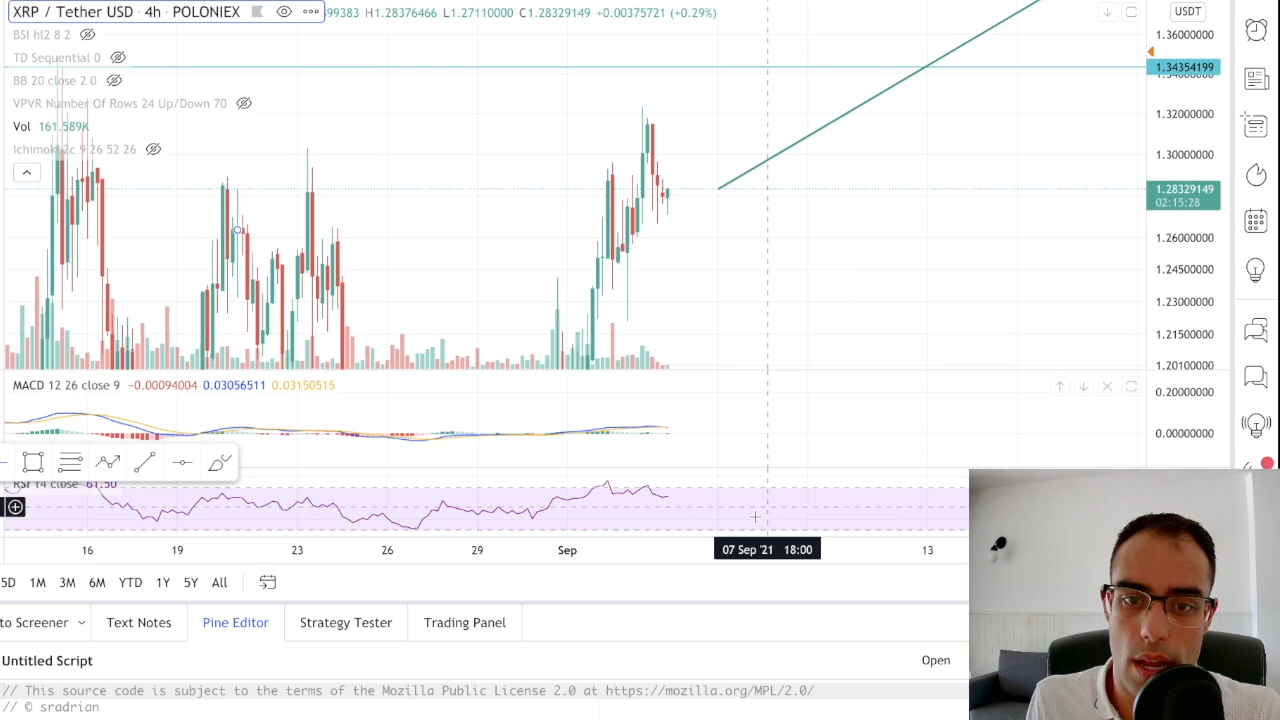 XRP / Tether USD · 4h · POLONIEX 99383 H1.28376466 L1.27110000 C1.28329149 +0.00375721 (+0.29%) USDT
BSI hl2 8 2
TD Sequential 0
BB 20 close 2 0
VPVR Number Of Rows 24 Up/Down 70
Vol 161.589K
Ichimoku2c 9 26 52 26
1.36000000
1.34354199
1.32000000
1.30000000
1.28329149
02:15:28
1.26000000
1.24500000
1.23000000
1.21500000
1.20100000
MACD 12 26 close 9 −0.00094004 0.03056511 0.03150515
0.20000000
0.00000000
RSI 14 close 61.50
16 19 23 26 29 Sep 07 Sep '21 18:00 13
5D 1M 3M 6M YTD 1Y 5Y All
to Screener Text Notes Pine Editor Strategy Tester Trading Panel
Untitled Script Open
// This source code is subject to the terms of the Mozilla Public License 2.0 at https://mozilla.org/MPL/2.0/
// © sradrian